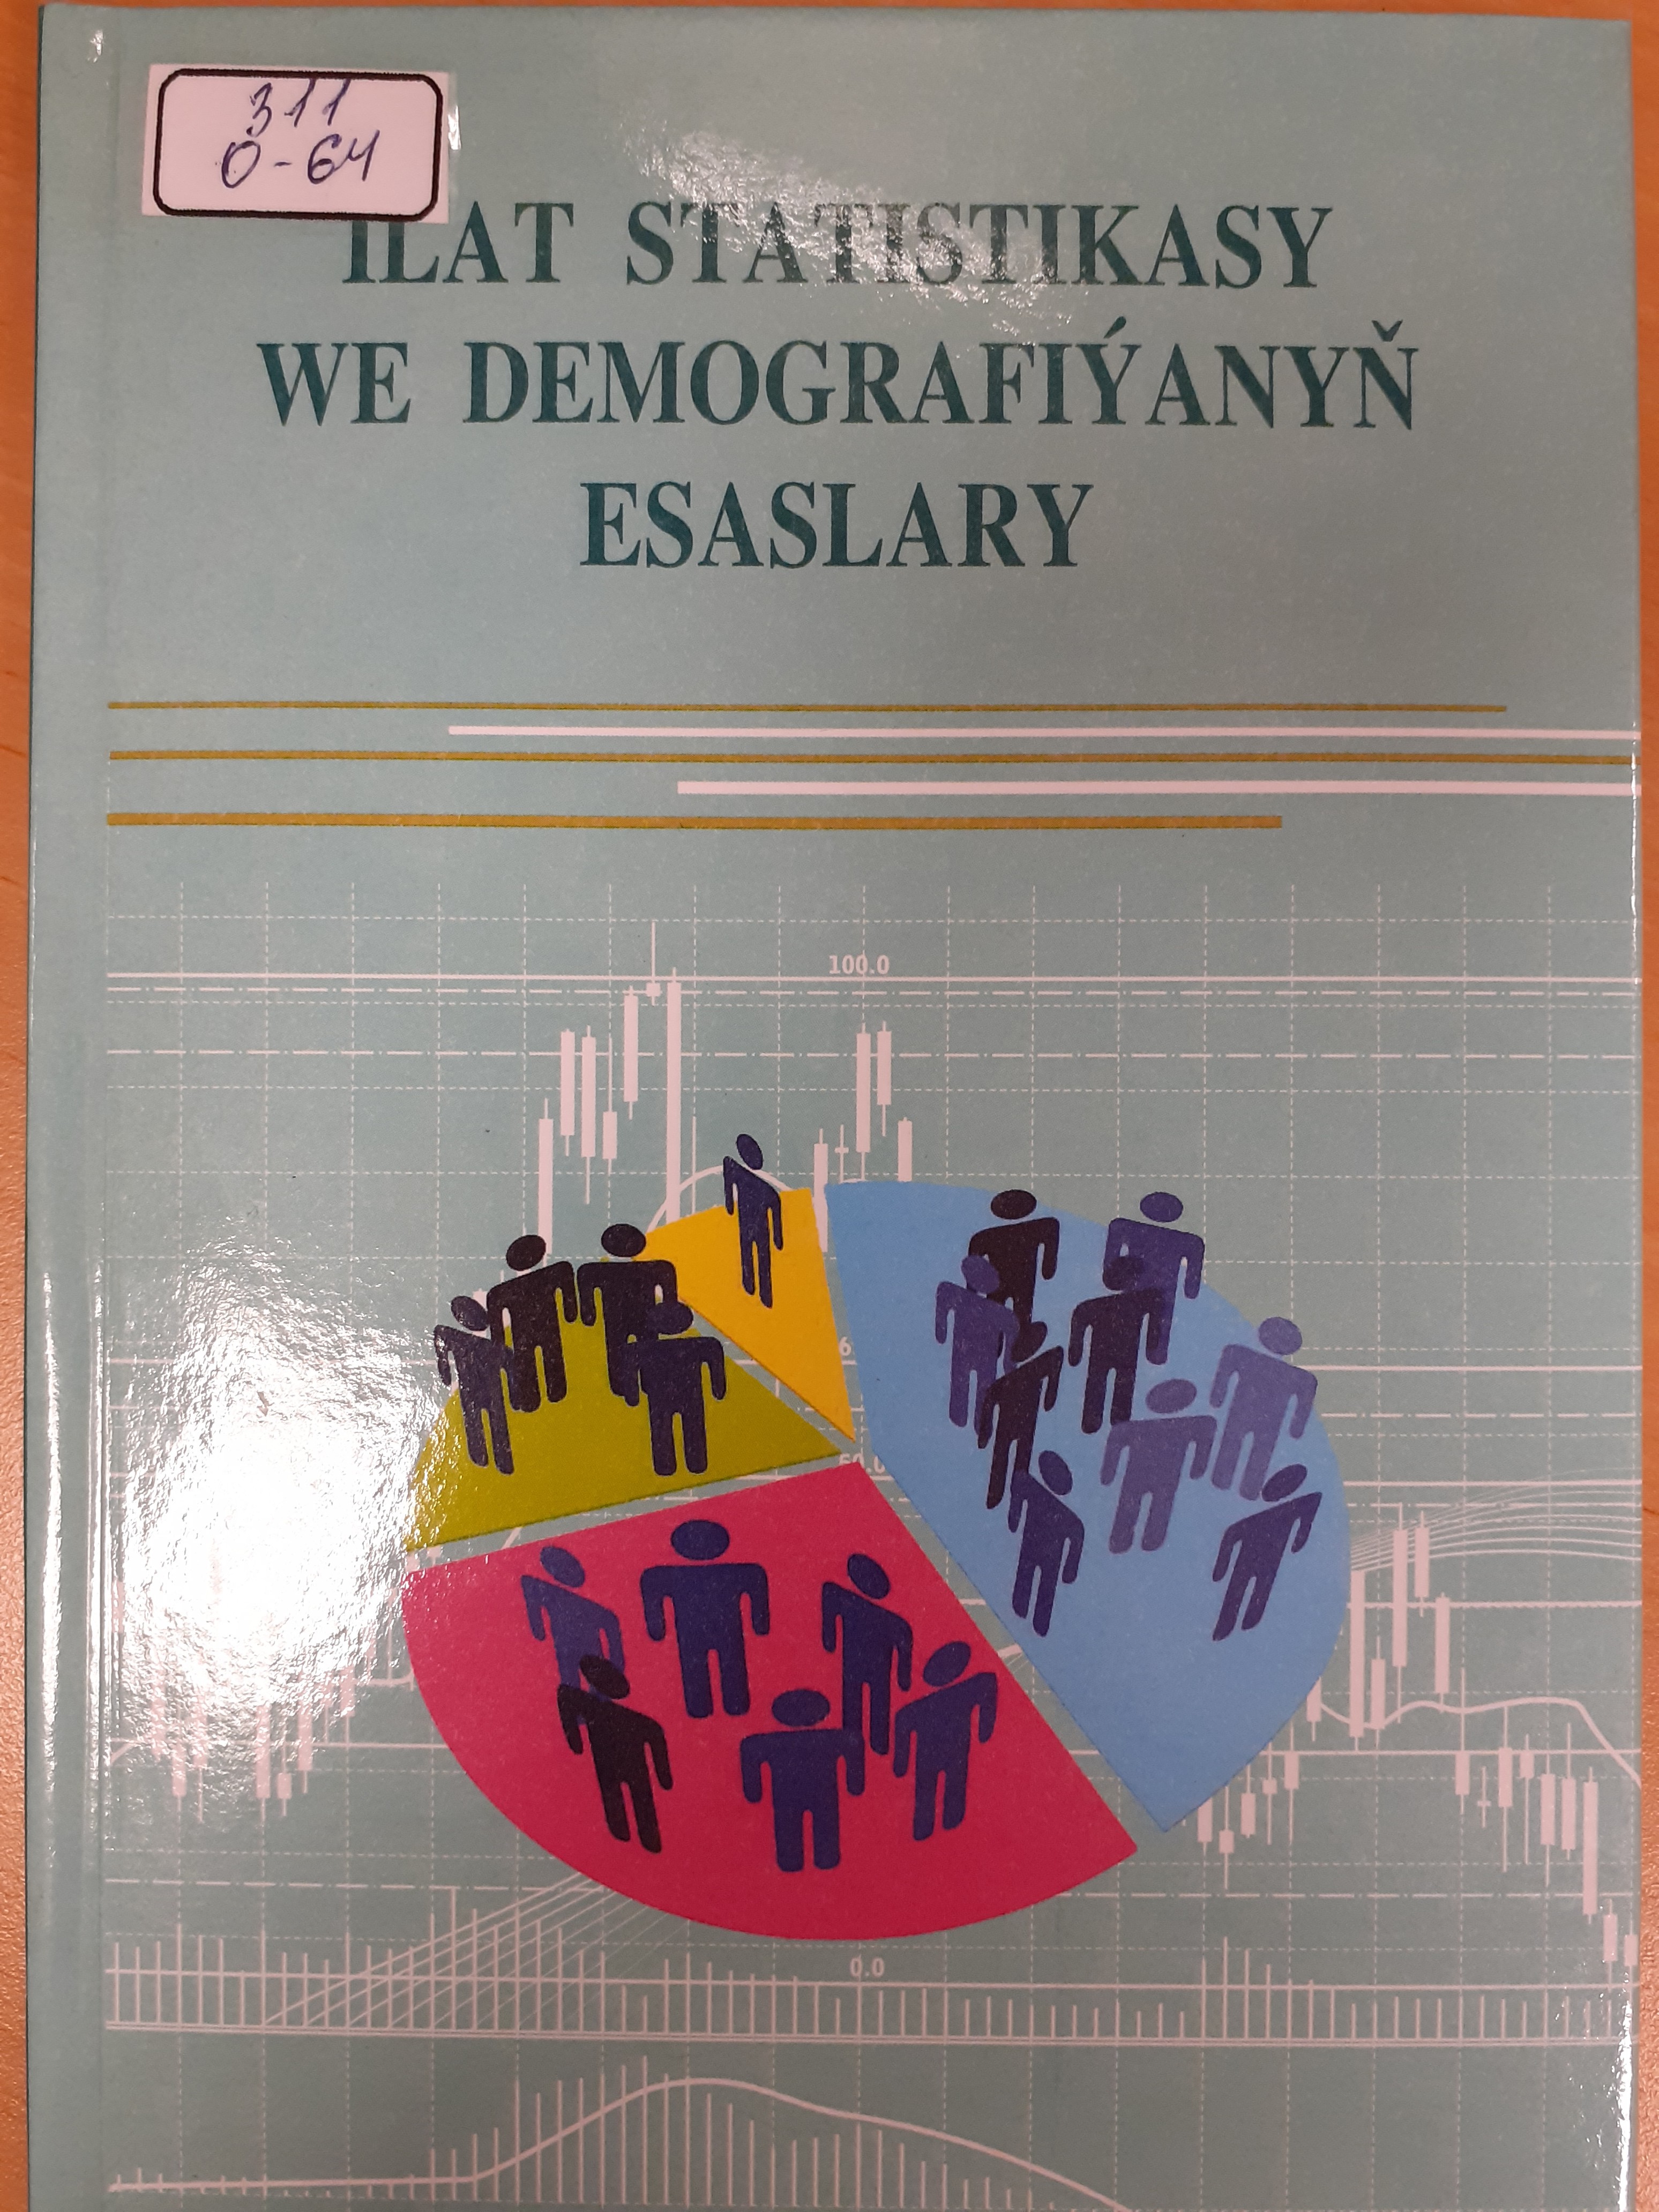 311
O-64
ILAT STATISTIKASY
WE DEMOGRAFIÝANYŇ
ESASLARY
100.0
0.0